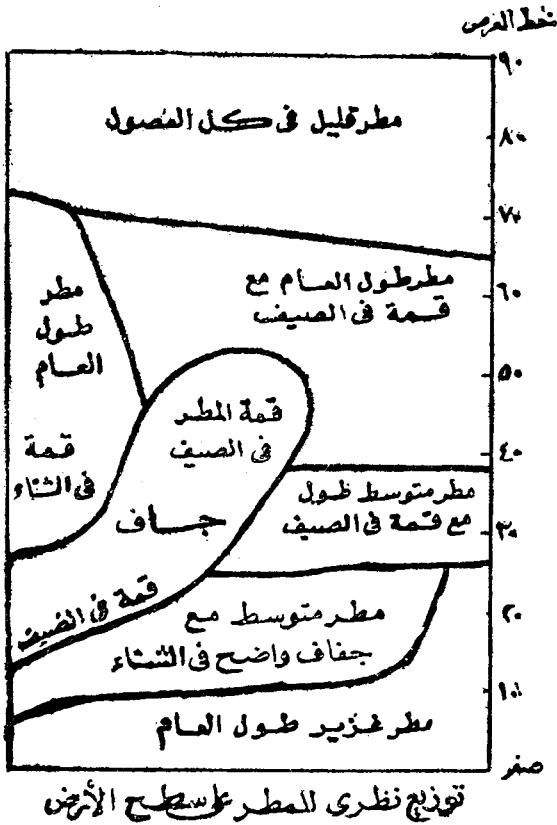 خط العرض
٩٠
مطر قليل فى كل الفصول
٨٠
٧٠
مطر طول العام مع
قمة فى الصيف
٦٠
مطر
طول
العام
٥٠
قمة المطر
فى الصيف
قمة
فى الشتاء
٤٠
مطر متوسط طول
مع قمة فى الصيف
جاف
٣٠
قمة فى الصيف
مطر متوسط مع
جفاف واضح فى الشتاء
٢٠
١٠
مطر غزير طول العام
صفر
توزيع نظرى للمطر على سطح الأرض